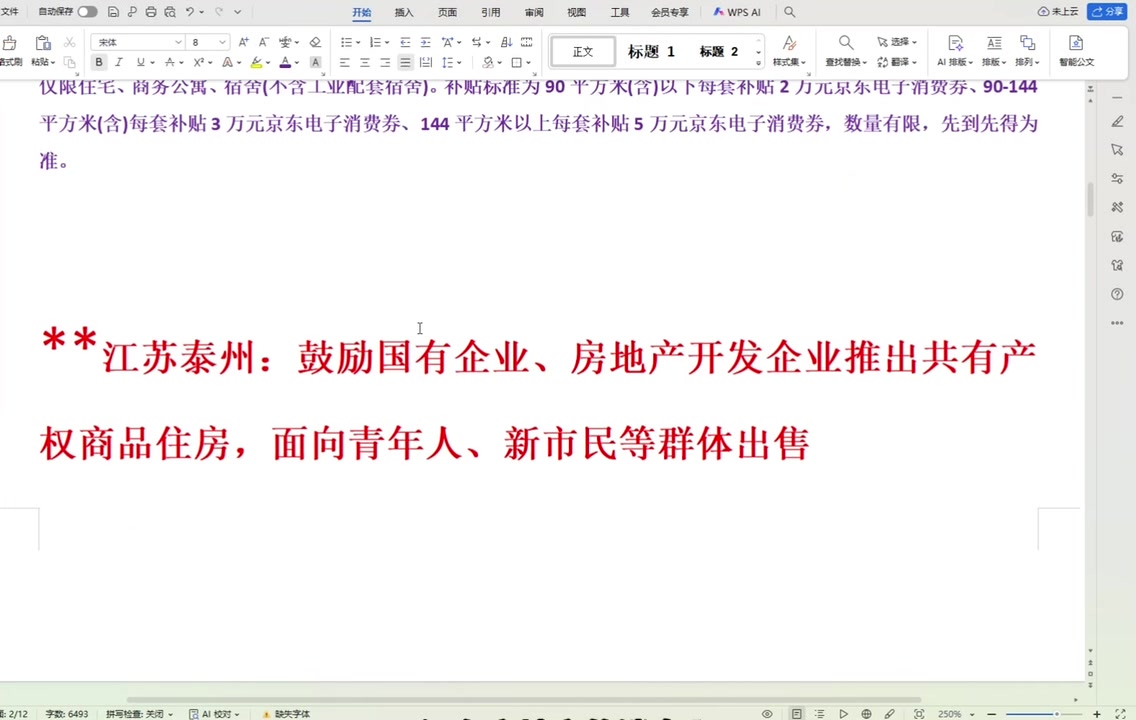 文件 自动保存 开始 插入 页面 引用 审阅 视图 工具 会员专享 WPS AI 未上云 分享
宋体 8 正文 标题 1 标题 2
格式刷 粘贴 B I U A X² A A A 样式集 查找替换 选择 翻译 AI 排版 排版 排列 智能公文
仅限住宅、商务公寓、宿舍(不含工业配套宿舍)。补贴标准为 90 平方米(含)以下每套补贴 2 万元京东电子消费券、90-144
平方米(含)每套补贴 3 万元京东电子消费券、144 平方米以上每套补贴 5 万元京东电子消费券，数量有限，先到先得为
准。
**江苏泰州：鼓励国有企业、房地产开发企业推出共有产
权商品住房，面向青年人、新市民等群体出售
面: 2/12 字数: 6493 拼写检查: 关闭 AI 校对 缺失字体 250%